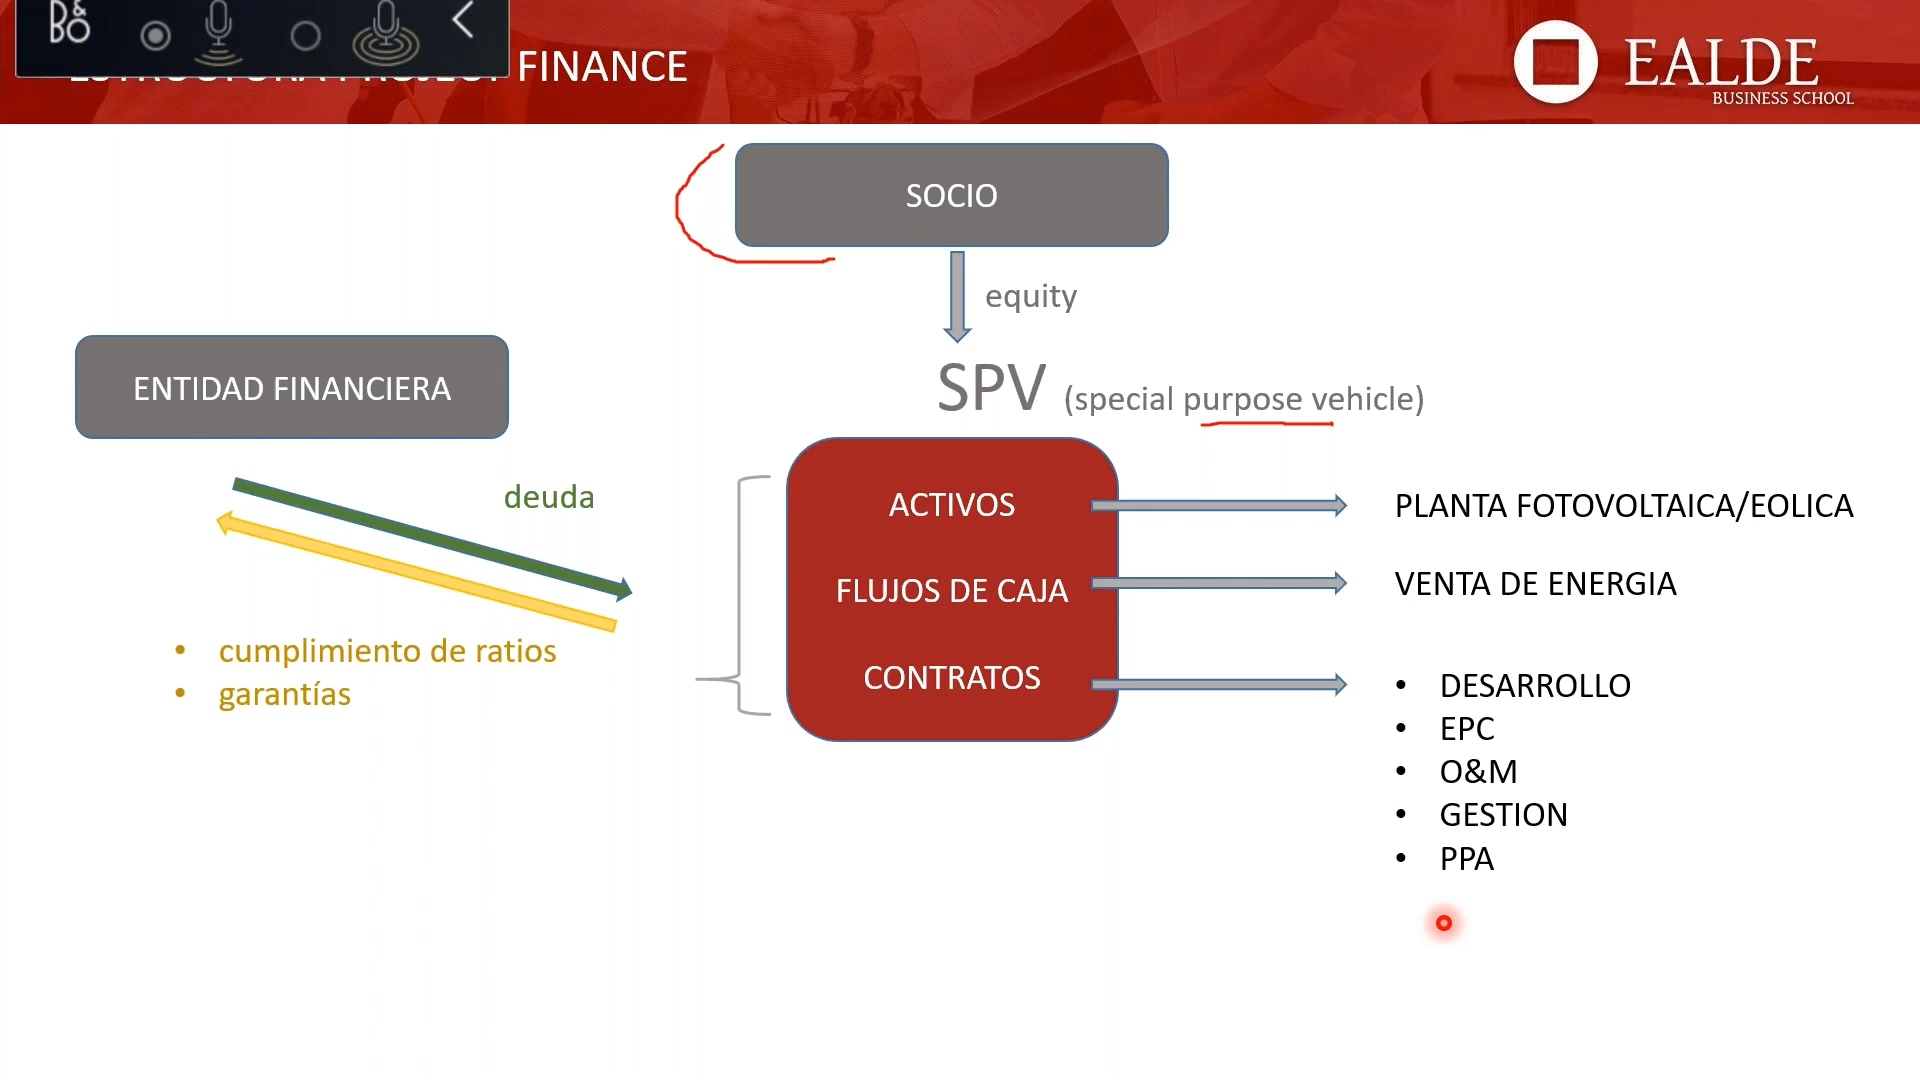 B&O
FINANCE
EALDE
BUSINESS SCHOOL
SOCIO
equity
ENTIDAD FINANCIERA
SPV (special purpose vehicle)
deuda
ACTIVOS
PLANTA FOTOVOLTAICA/EOLICA
FLUJOS DE CAJA
VENTA DE ENERGIA
• cumplimiento de ratios
• garantías
CONTRATOS
• DESARROLLO
• EPC
• O&M
• GESTION
• PPA